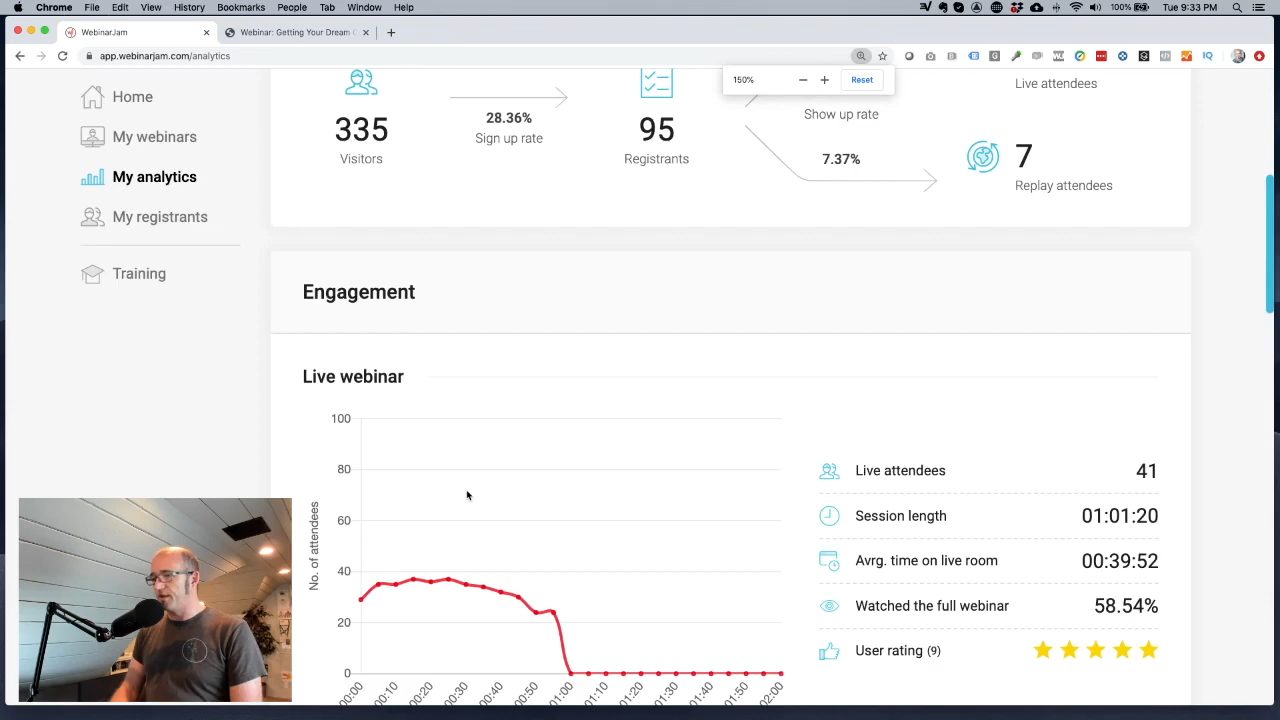 Chrome File Edit View History Bookmarks People Tab Window Help 100% Tue 9:33 PM
WebinarJam Webinar: Getting Your Dream
app.webinarjam.com/analytics
150% Reset
Home
My webinars
My analytics
My registrants
Training
335
Visitors
28.36%
Sign up rate
95
Registrants
Show up rate
7.37%
Live attendees
7
Replay attendees
Engagement
Live webinar
No. of attendees
100
80
60
40
20
0
00:00 00:10 00:20 00:30 00:40 00:50 01:00 01:10 01:20 01:30 01:40 01:50 02:00
Live attendees 41
Session length 01:01:20
Avrg. time on live room 00:39:52
Watched the full webinar 58.54%
User rating (9)